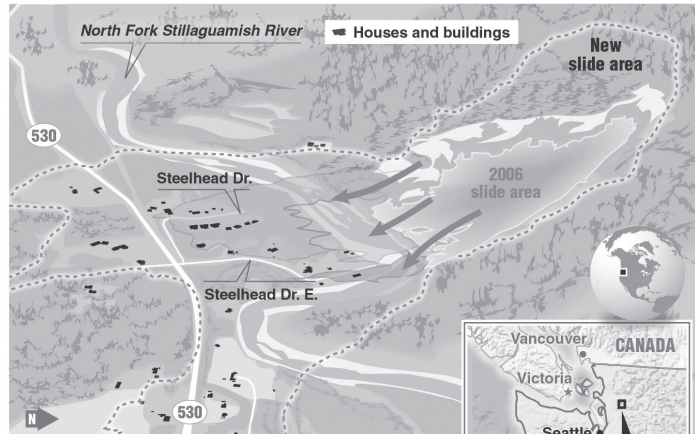 North Fork Stillaguamish River
Houses and buildings
New
slide area
530
Steelhead Dr.
2006
slide area
Steelhead Dr. E.
530
N
Vancouver
CANADA
Victoria
Seattle